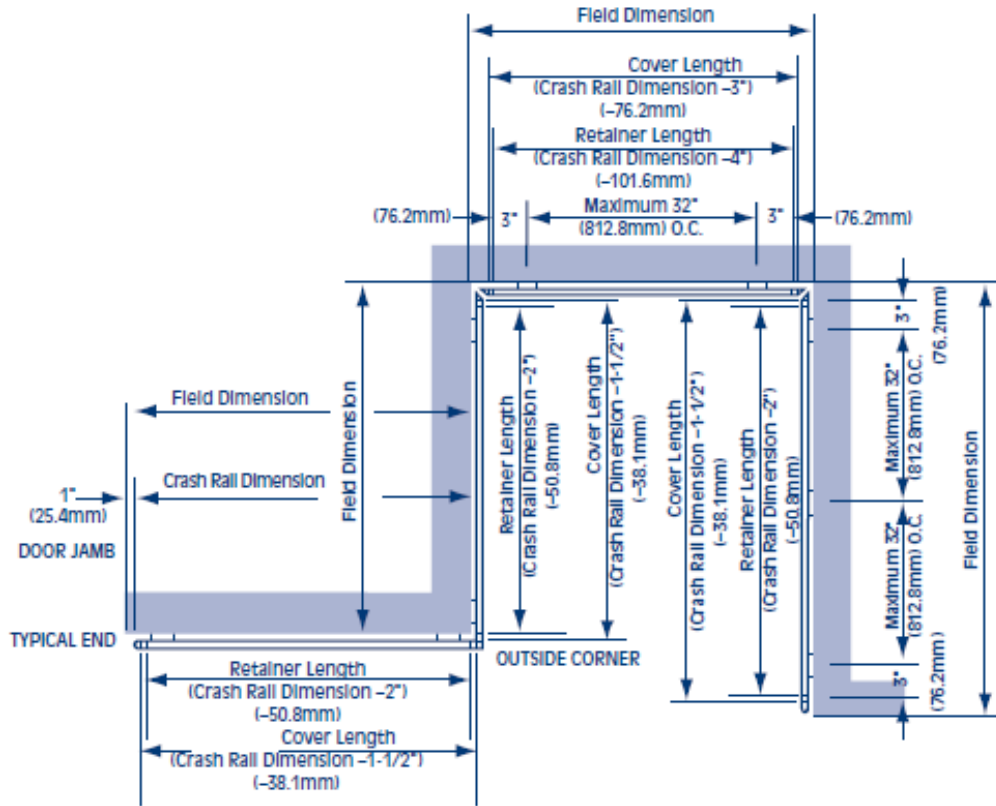 Field Dimension
Cover Length
(Crash Rail Dimension –3")
(–76.2mm)
Retainer Length
(Crash Rail Dimension –4")
(–101.6mm)
(76.2mm)
3"
Maximum 32"
(812.8mm) O.C.
3"
(76.2mm)
Field Dimension
Crash Rail Dimension
1"
(25.4mm)
DOOR JAMB
TYPICAL END
Field Dimension
Retainer Length
(Crash Rail Dimension –2")
(–50.8mm)
Cover Length
(Crash Rail Dimension –1-1/2")
(–38.1mm)
Cover Length
(Crash Rail Dimension –1-1/2")
(–38.1mm)
Retainer Length
(Crash Rail Dimension –2")
(–50.8mm)
3"
(76.2mm)
Maximum 32"
(812.8mm) O.C.
Maximum 32"
(812.8mm) O.C.
3"
(76.2mm)
Field Dimension
OUTSIDE CORNER
Retainer Length
(Crash Rail Dimension –2")
(–50.8mm)
Cover Length
(Crash Rail Dimension –1-1/2")
(–38.1mm)